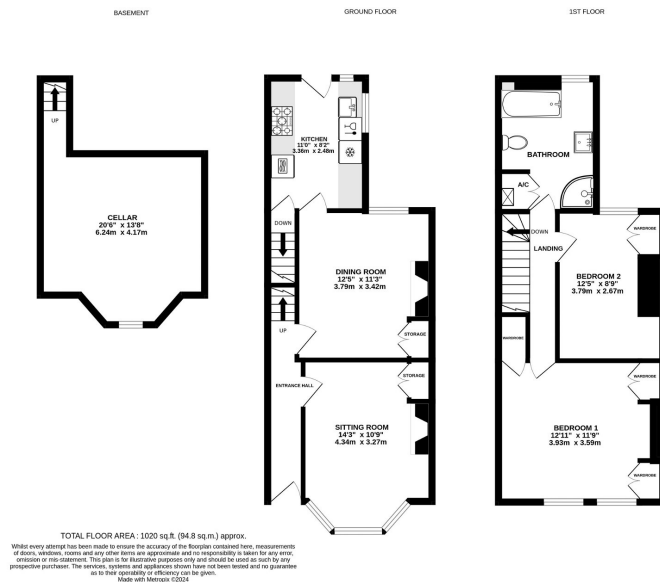 BASEMENT
GROUND FLOOR
1ST FLOOR
UP
CELLAR
20'6" x 13'8"
6.24m x 4.17m
KITCHEN
11'0" x 8'2"
3.36m x 2.48m
DOWN
DINING ROOM
12'5" x 11'3"
3.79m x 3.42m
UP
STORAGE
STORAGE
ENTRANCE HALL
SITTING ROOM
14'3" x 10'9"
4.34m x 3.27m
BATHROOM
A/C
DOWN
LANDING
WARDROBE
BEDROOM 2
12'5" x 8'9"
3.79m x 2.67m
WARDROBE
WARDROBE
BEDROOM 1
12'11" x 11'9"
3.93m x 3.59m
WARDROBE
TOTAL FLOOR AREA : 1020 sq.ft. (94.8 sq.m.) approx.
Whilst every attempt has been made to ensure the accuracy of the floorplan contained here, measurements
of doors, windows, rooms and any other items are approximate and no responsibility is taken for any error,
omission or mis-statement. This plan is for illustrative purposes only and should be used as such by any
prospective purchaser. The services, systems and appliances shown have not been tested and no guarantee
as to their operability or efficiency can be given.
Made with Metropix ©2024